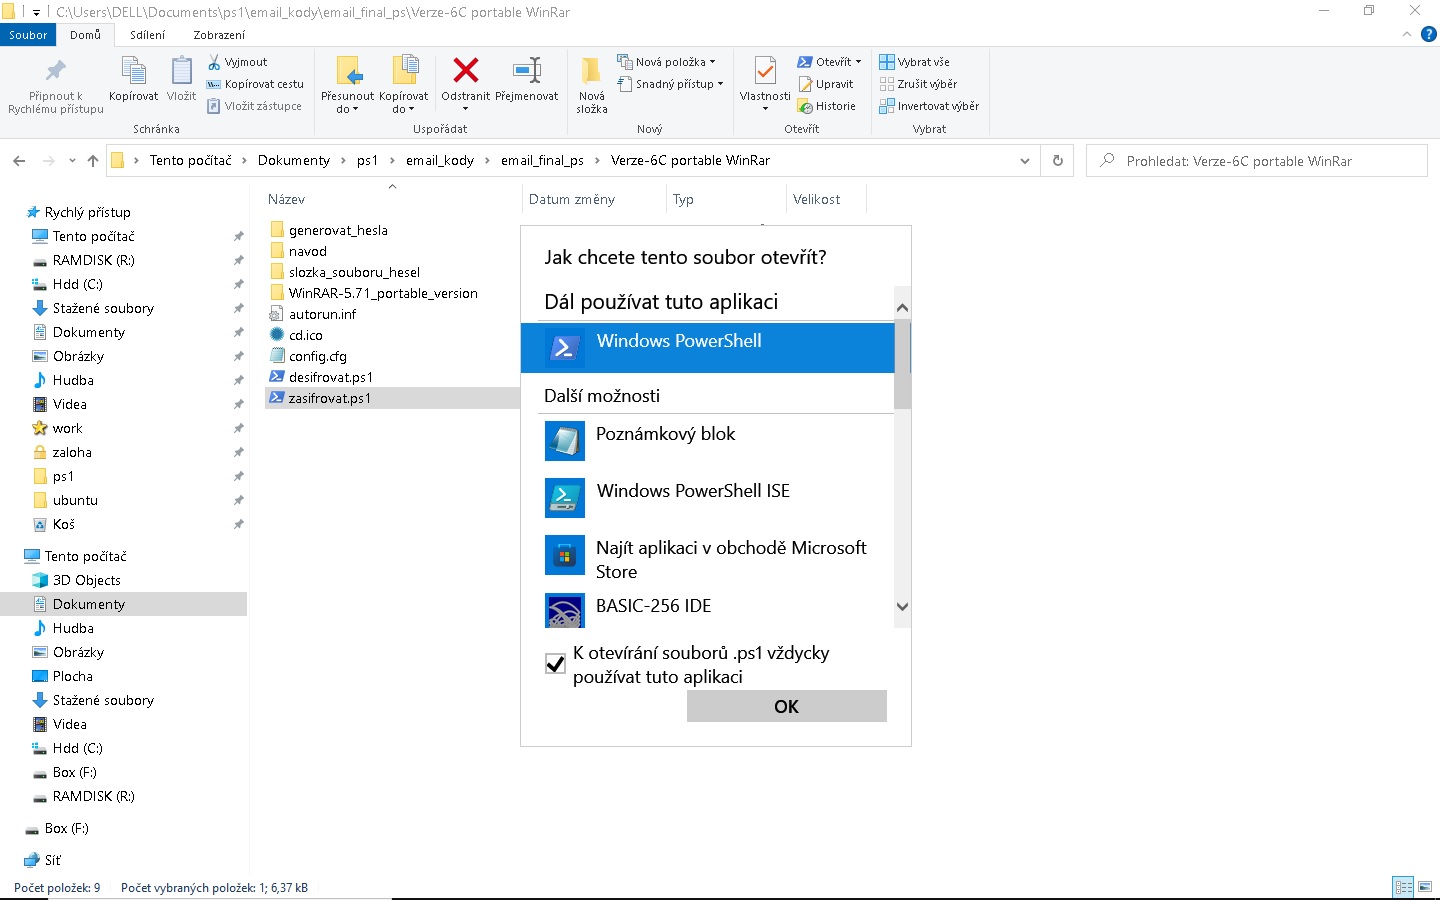 C:\Users\DELL\Documents\ps1\email_kody\email_final_ps\Verze-6C portable WinRar
Soubor
Domů
Sdílení
Zobrazení
Připnout k
Rychlému přístupu
Kopírovat
Vložit
Vyjmout
Kopírovat cestu
Vložit zástupce
Schránka
Přesunout
do
Kopírovat
do
Odstranit
Přejmenovat
Uspořádat
Nová
složka
Nová položka
Snadný přístup
Nový
Vlastnosti
Otevřít
Upravit
Historie
Otevřít
Vybrat vše
Zrušit výběr
Invertovat výběr
Vybrat
Tento počítač
Dokumenty
ps1
email_kody
email_final_ps
Verze-6C portable WinRar
Prohledat: Verze-6C portable WinRar
Rychlý přístup
Tento počítač
RAMDISK (R:)
Hdd (C:)
Stažené soubory
Dokumenty
Obrázky
Hudba
Videa
work
zaloha
ps1
ubuntu
Koš
Tento počítač
3D Objects
Dokumenty
Hudba
Obrázky
Plocha
Stažené soubory
Videa
Hdd (C:)
Box (F:)
RAMDISK (R:)
Box (F:)
Síť
Název
Datum změny
Typ
Velikost
generovat_hesla
navod
slozka_souboru_hesel
WinRAR-5.71_portable_version
autorun.inf
cd.ico
config.cfg
desifrovat.ps1
zasifrovat.ps1
Jak chcete tento soubor otevřít?
Dál používat tuto aplikaci
Windows PowerShell
Další možnosti
Poznámkový blok
Windows PowerShell ISE
Najít aplikaci v obchodě Microsoft
Store
BASIC-256 IDE
K otevírání souborů .ps1 vždycky
používat tuto aplikaci
OK
Počet položek: 9
Počet vybraných položek: 1; 6,37 kB